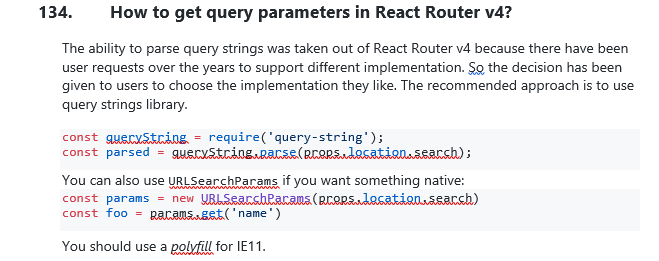 134. How to get query parameters in React Router v4?
The ability to parse query strings was taken out of React Router v4 because there have been
user requests over the years to support different implementation. So the decision has been
given to users to choose the implementation they like. The recommended approach is to use
query strings library.
const queryString = require('query-string');
const parsed = queryString.parse(props.location.search);
You can also use URLSearchParams if you want something native:
const params = new URLSearchParams(props.location.search)
const foo = params.get('name')
You should use a polyfill for IE11.